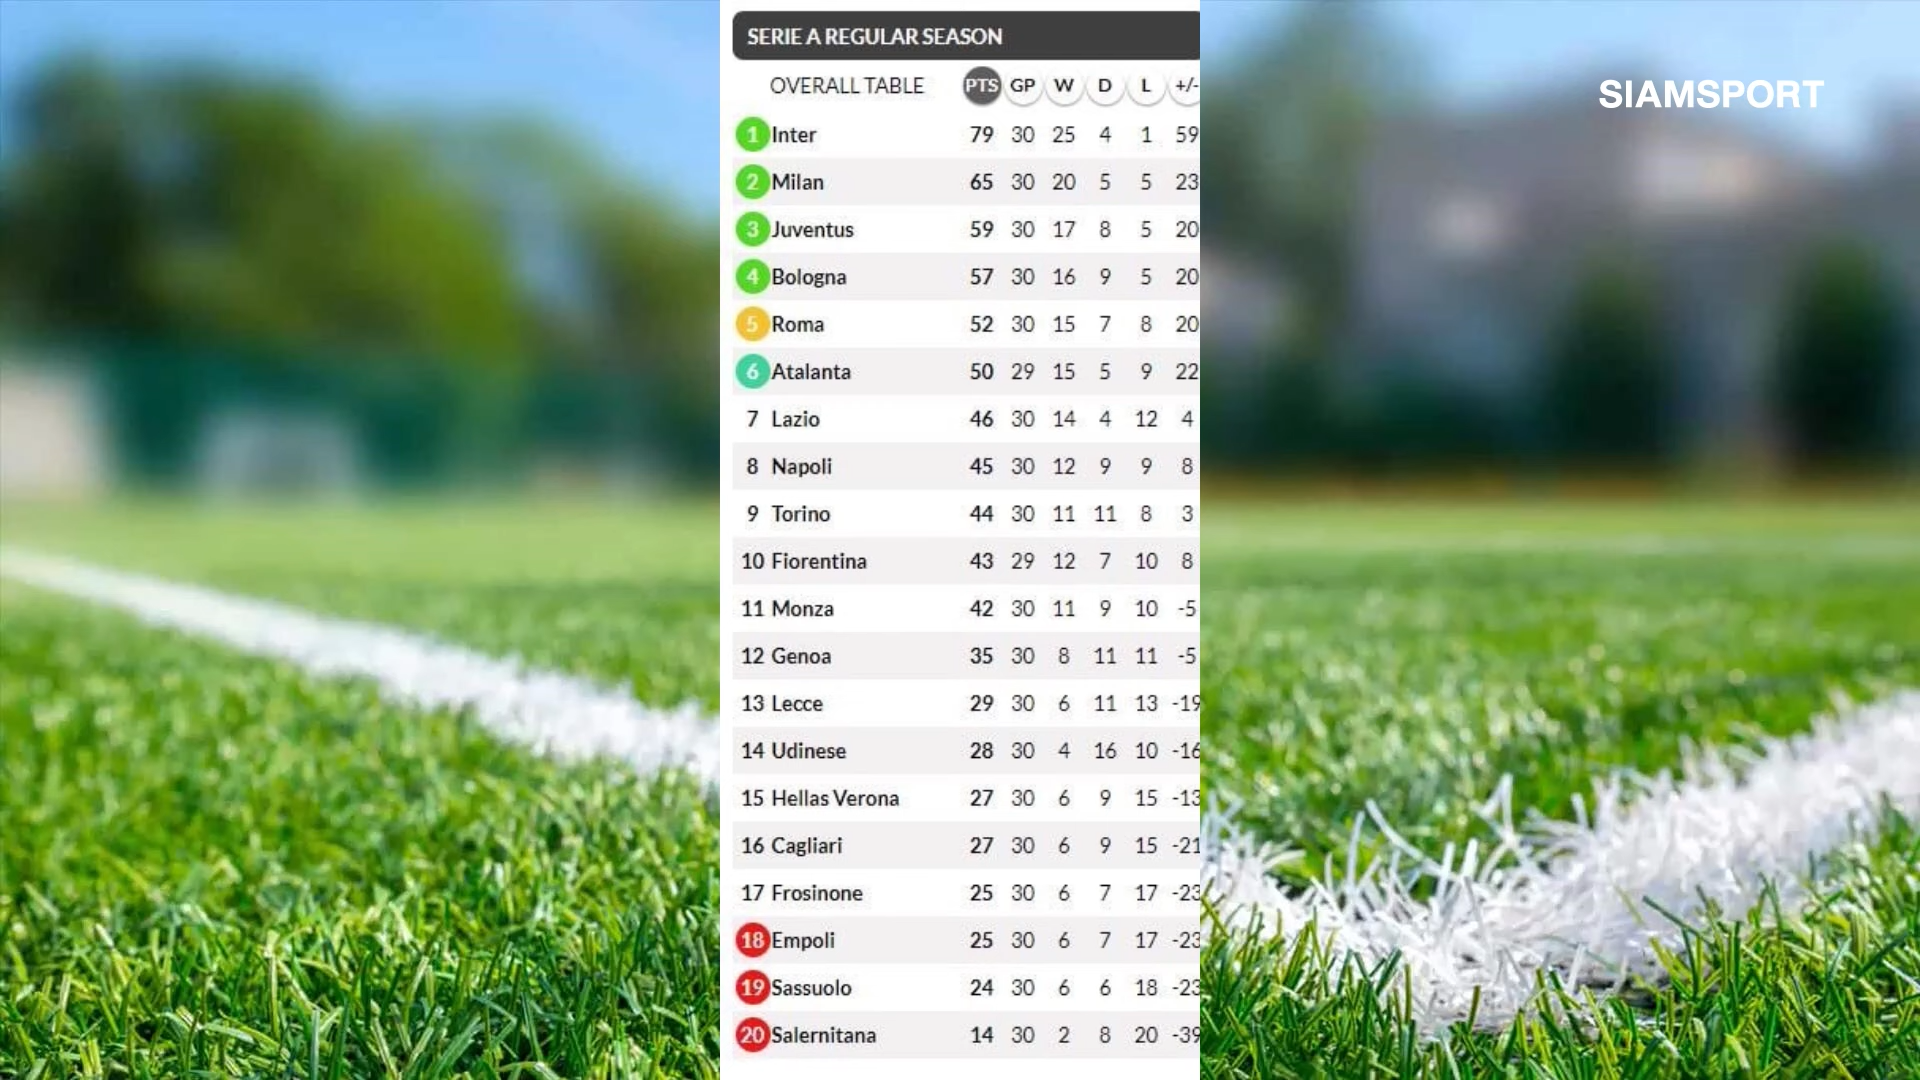 SERIE A REGULAR SEASON
OVERALL TABLE PTS GP W D L +/-
SIAMSPORT
1 Inter 79 30 25 4 1 59
2 Milan 65 30 20 5 5 23
3 Juventus 59 30 17 8 5 20
4 Bologna 57 30 16 9 5 20
5 Roma 52 30 15 7 8 20
6 Atalanta 50 29 15 5 9 22
7 Lazio 46 30 14 4 12 4
8 Napoli 45 30 12 9 9 8
9 Torino 44 30 11 11 8 3
10 Fiorentina 43 29 12 7 10 8
11 Monza 42 30 11 9 10 -5
12 Genoa 35 30 8 11 11 -5
13 Lecce 29 30 6 11 13 -19
14 Udinese 28 30 4 16 10 -16
15 Hellas Verona 27 30 6 9 15 -13
16 Cagliari 27 30 6 9 15 -21
17 Frosinone 25 30 6 7 17 -23
18 Empoli 25 30 6 7 17 -23
19 Sassuolo 24 30 6 6 18 -23
20 Salernitana 14 30 2 8 20 -39